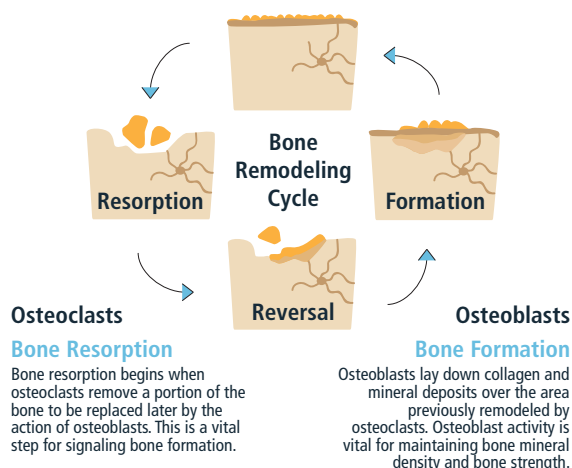 Bone
Remodeling
Cycle
Resorption
Formation
Reversal
Osteoclasts
Bone Resorption
Bone resorption begins when
osteoclasts remove a portion of the
bone to be replaced later by the
action of osteoblasts. This is a vital
step for signaling bone formation.
Osteoblasts
Bone Formation
Osteoblasts lay down collagen and
mineral deposits over the area
previously remodeled by
osteoclasts. Osteoblast activity is
vital for maintaining bone mineral
density and bone strength.